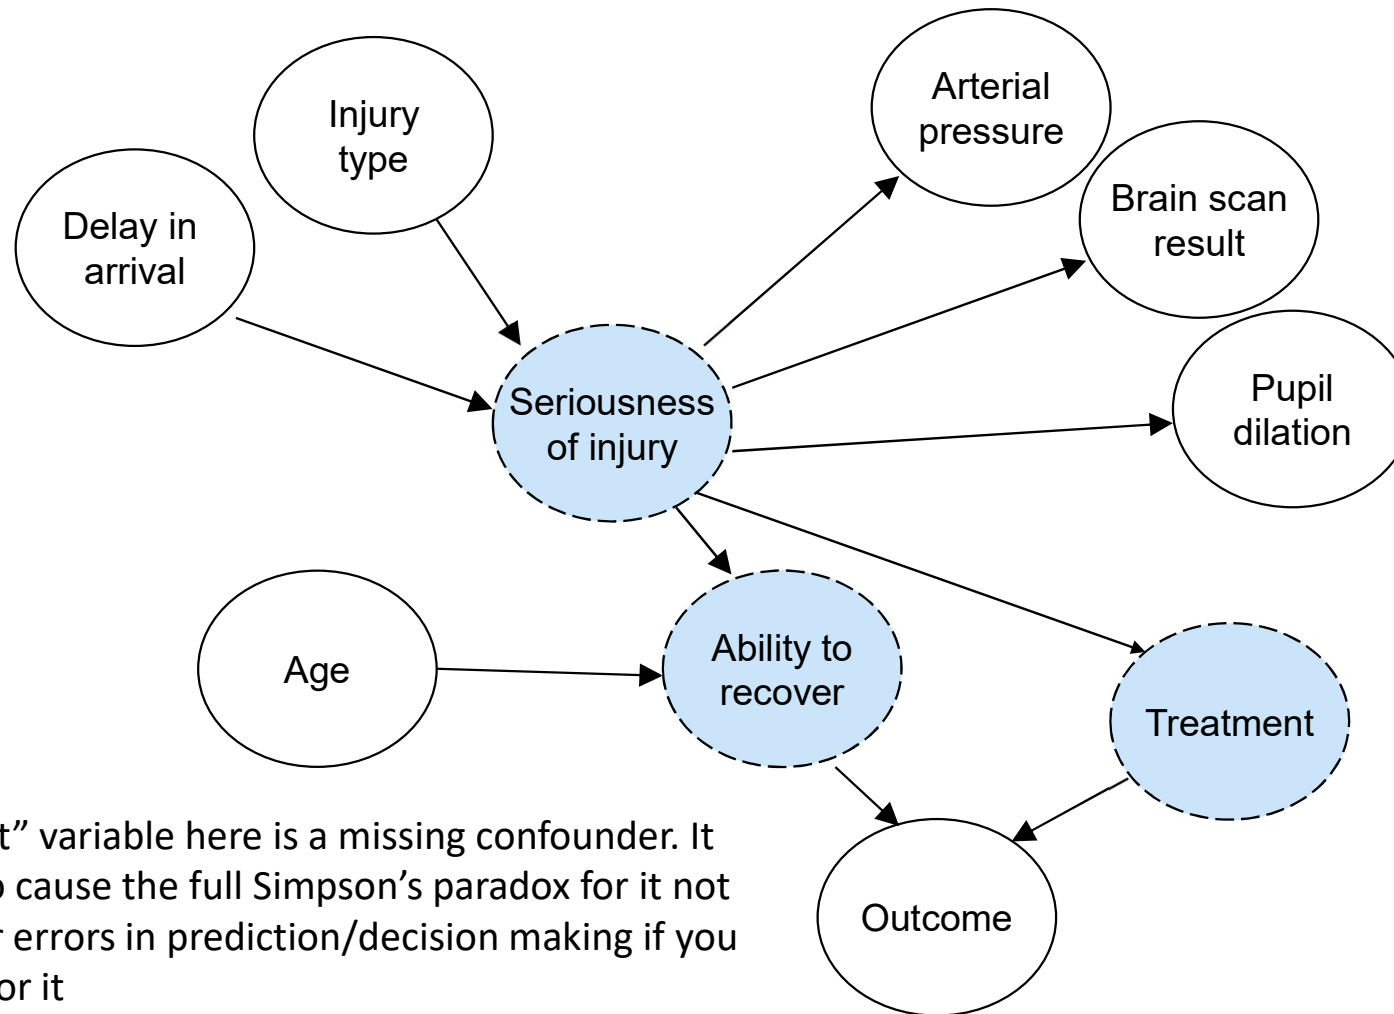 Injury
type
Delay in
arrival
Arterial
pressure
Brain scan
result
Pupil
dilation
Seriousness
of injury
Age
Ability to
recover
Treatment
Outcome
t” variable here is a missing confounder. It
o cause the full Simpson’s paradox for it not
r errors in prediction/decision making if you
or it